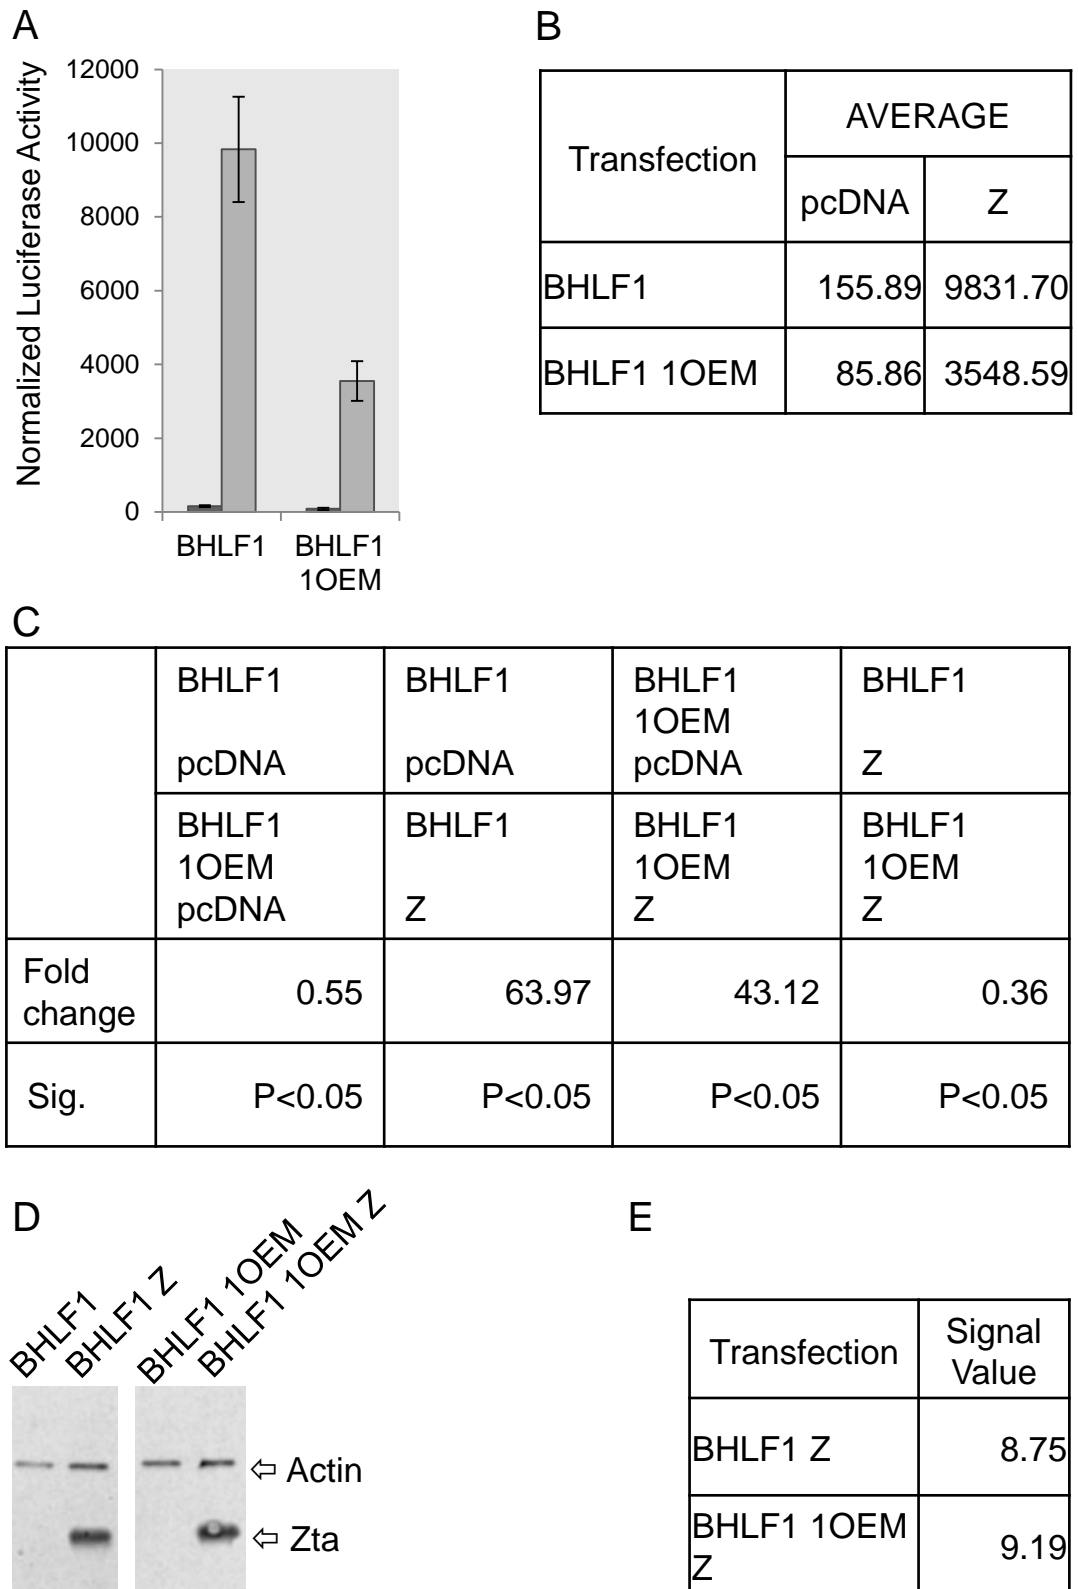 A
Normalized Luciferase Activity
12000
10000
8000
6000
4000
2000
0
BHLF1
BHLF1
1OEM
B
Transfection
AVERAGE
pcDNA
Z
BHLF1 155.89 9831.70
BHLF1 1OEM 85.86 3548.59
C
BHLF1
pcDNA
BHLF1
pcDNA
BHLF1
1OEM
pcDNA
BHLF1
Z
BHLF1
1OEM
pcDNA
BHLF1
Z
BHLF1
1OEM
Z
BHLF1
1OEM
Z
Fold
change
0.55 63.97 43.12 0.36
Sig. P<0.05 P<0.05 P<0.05 P<0.05
D
BHLF1
BHLF1 Z
BHLF1 1OEM
BHLF1 1OEM Z
⇦ Actin
⇦ Zta
E
Transfection
Signal
Value
BHLF1 Z 8.75
BHLF1 1OEM
Z
9.19